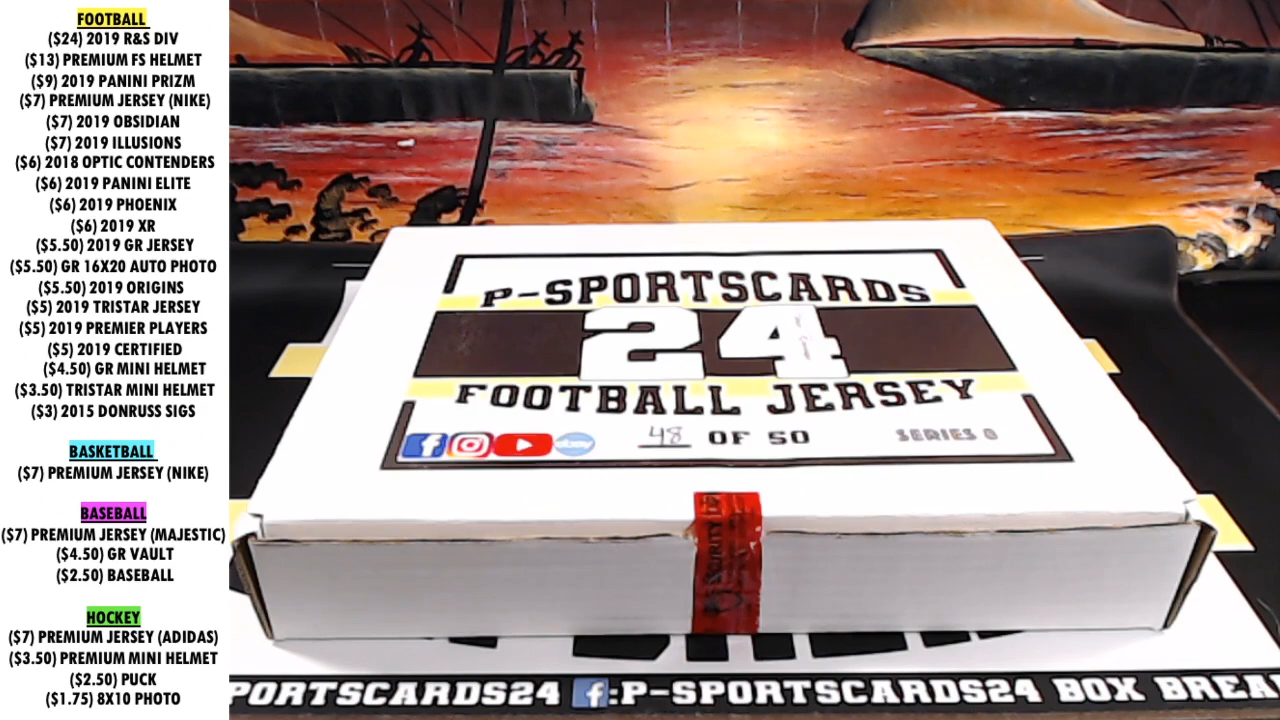 FOOTBALL
($24) 2019 R&S DIV
($13) PREMIUM FS HELMET
($9) 2019 PANINI PRIZM
($7) PREMIUM JERSEY (NIKE)
($7) 2019 OBSIDIAN
($7) 2019 ILLUSIONS
($6) 2018 OPTIC CONTENDERS
($6) 2019 PANINI ELITE
($6) 2019 PHOENIX
($6) 2019 XR
($5.50) 2019 GR JERSEY
($5.50) GR 16X20 AUTO PHOTO
($5.50) 2019 ORIGINS
($5) 2019 TRISTAR JERSEY
($5) 2019 PREMIER PLAYERS
($5) 2019 CERTIFIED
($4.50) GR MINI HELMET
($3.50) TRISTAR MINI HELMET
($3) 2015 DONRUSS SIGS
BASKETBALL
($7) PREMIUM JERSEY (NIKE)
BASEBALL
($7) PREMIUM JERSEY (MAJESTIC)
($4.50) GR VAULT
($2.50) BASEBALL
HOCKEY
($7) PREMIUM JERSEY (ADIDAS)
($3.50) PREMIUM MINI HELMET
($2.50) PUCK
($1.75) 8X10 PHOTO
P-SPORTSCARDS
24
FOOTBALL JERSEY
ebay 48 OF 50 SERIES 8
PORTSCARDS24 f:P-SPORTSCARDS24 BOX BREA